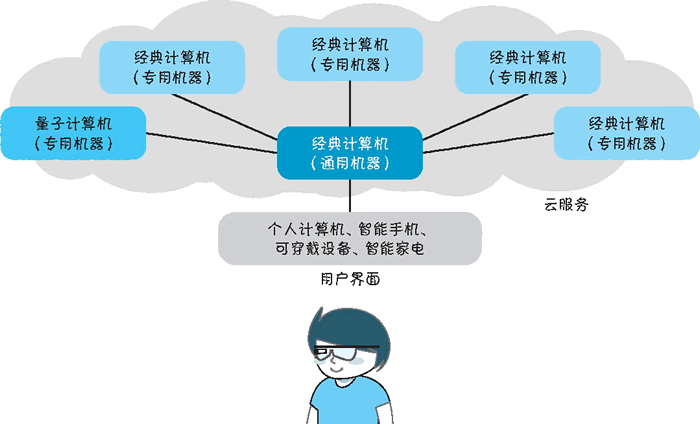 经典计算机
（专用机器）
经典计算机
（专用机器）
经典计算机
（专用机器）
量子计算机
（专用机器）
经典计算机
（通用机器）
经典计算机
（专用机器）
云服务
个人计算机、智能手机、
可穿戴设备、智能家电
用户界面